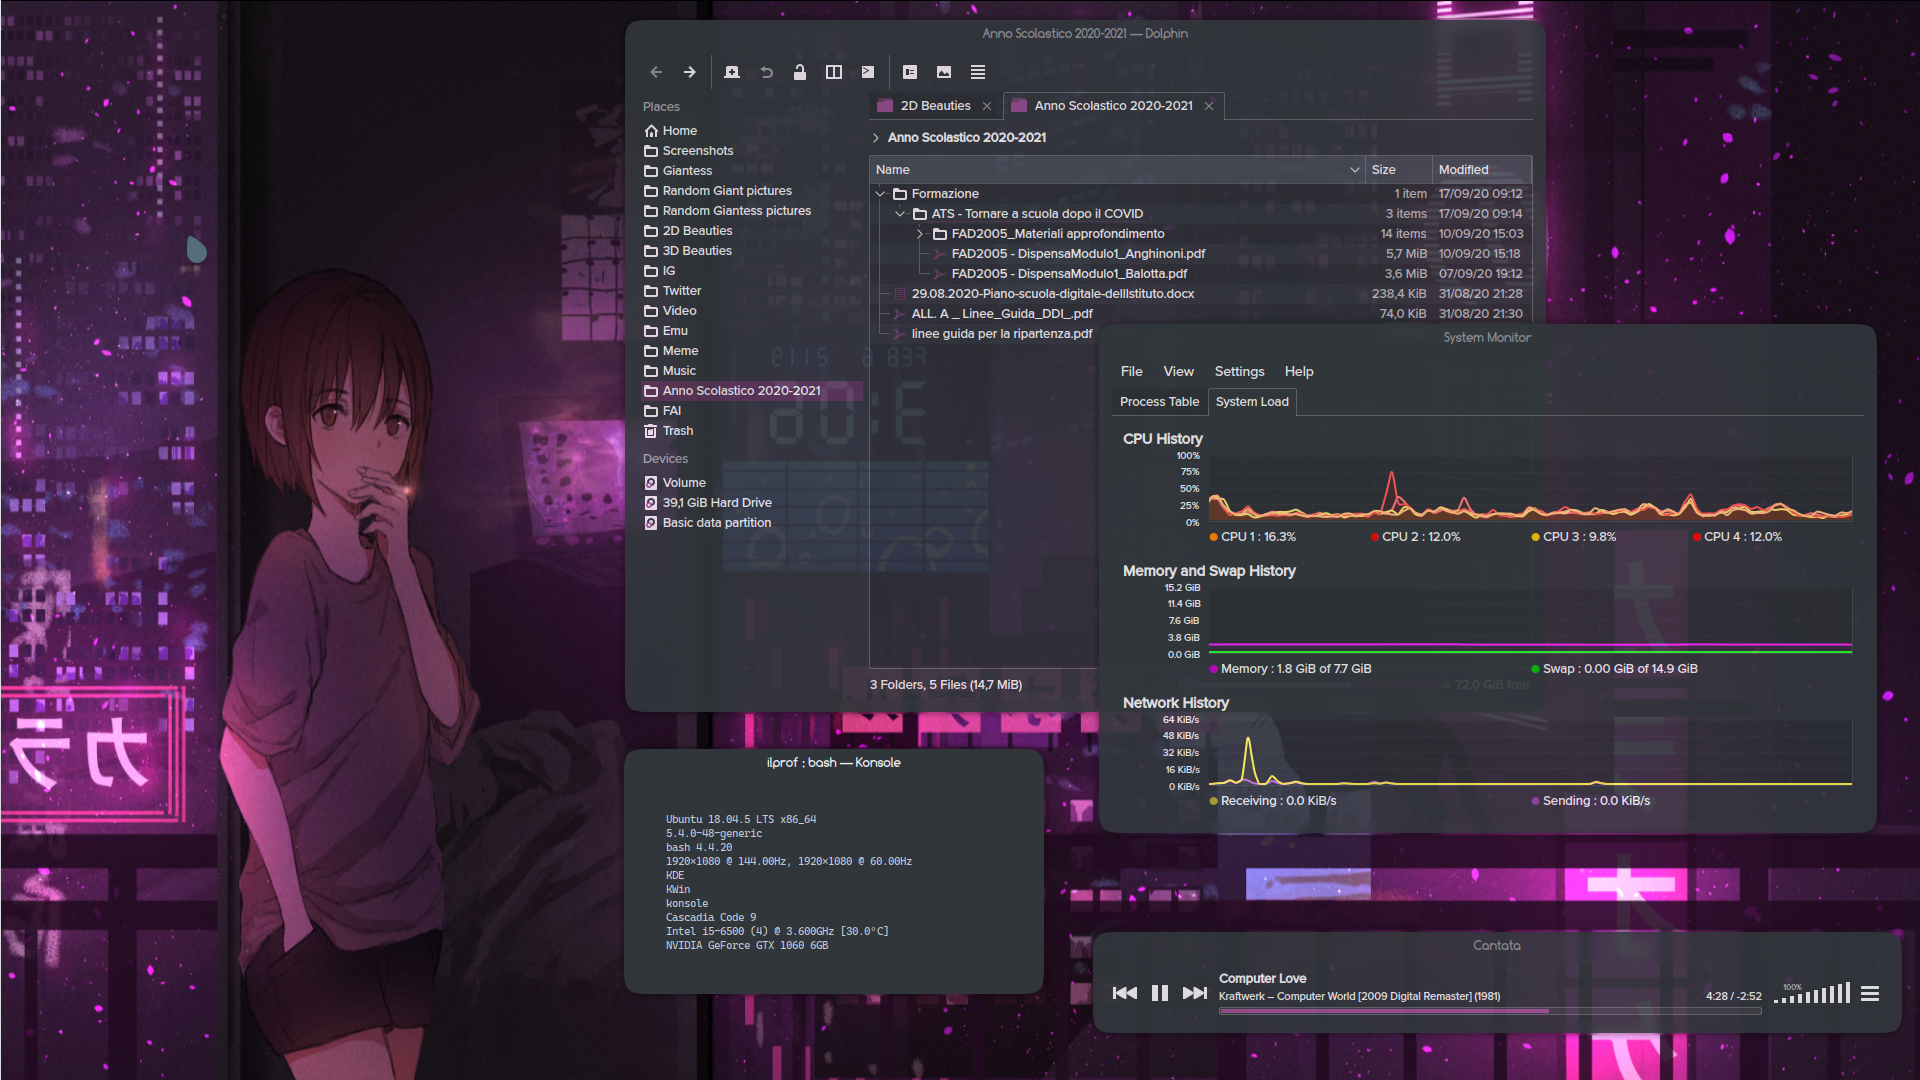 Anno Scolastico 2020-2021 — Dolphin
Places
Home
Screenshots
Giantess
Random Giant pictures
Random Giantess pictures
2D Beauties
3D Beauties
IG
Twitter
Video
Emu
Meme
Music
Anno Scolastico 2020-2021
FAI
Trash
Devices
Volume
39,1 GiB Hard Drive
Basic data partition
2D Beauties
Anno Scolastico 2020-2021
Anno Scolastico 2020-2021
Name Size Modified
Formazione 1 item 17/09/20 09:12
ATS - Tornare a scuola dopo il COVID 3 items 17/09/20 09:14
FAD2005_Materiali approfondimento 14 items 10/09/20 15:03
FAD2005 - DispensaModulo1_Anghinoni.pdf 5,7 MiB 10/09/20 15:18
FAD2005 - DispensaModulo1_Balotta.pdf 3,6 MiB 07/09/20 19:12
29.08.2020-Piano-scuola-digitale-dellIstituto.docx 238,4 KiB 31/08/20 21:28
ALL. A _ Linee_Guida_DDI_.pdf 74,0 KiB 31/08/20 21:30
linee guida per la ripartenza.pdf
3 Folders, 5 Files (14,7 MiB)
72,0 GiB free
System Monitor
File View Settings Help
Process Table System Load
CPU History
100%
75%
50%
25%
0%
CPU 1 : 16.3% CPU 2 : 12.0% CPU 3 : 9.8% CPU 4 : 12.0%
Memory and Swap History
15.2 GiB
11.4 GiB
7.6 GiB
3.8 GiB
0.0 GiB
Memory : 1.8 GiB of 7.7 GiB Swap : 0.00 GiB of 14.9 GiB
Network History
64 KiB/s
48 KiB/s
32 KiB/s
16 KiB/s
0 KiB/s
Receiving : 0.0 KiB/s Sending : 0.0 KiB/s
ilprof : bash — Konsole
Ubuntu 18.04.5 LTS x86_64
5.4.0-48-generic
bash 4.4.20
1920x1080 @ 144.00Hz, 1920x1080 @ 60.00Hz
KDE
KWin
konsole
Cascadia Code 9
Intel i5-6500 (4) @ 3.600GHz [30.0°C]
NVIDIA GeForce GTX 1060 6GB
Cantata
Computer Love
Kraftwerk – Computer World [2009 Digital Remaster] (1981)
4:28 / -2:52
100%